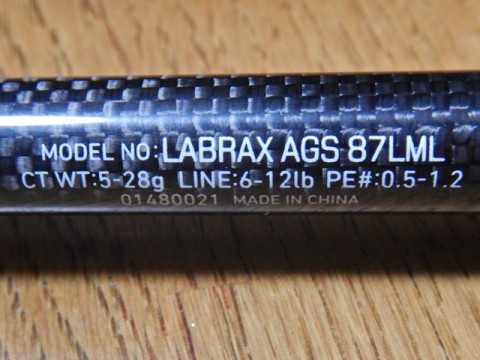 MODEL NO:LABRAX AGS 87LML
CT WT:5-28g LINE:6-12lb PE#:0.5-1.2
01480021 MADE IN CHINA